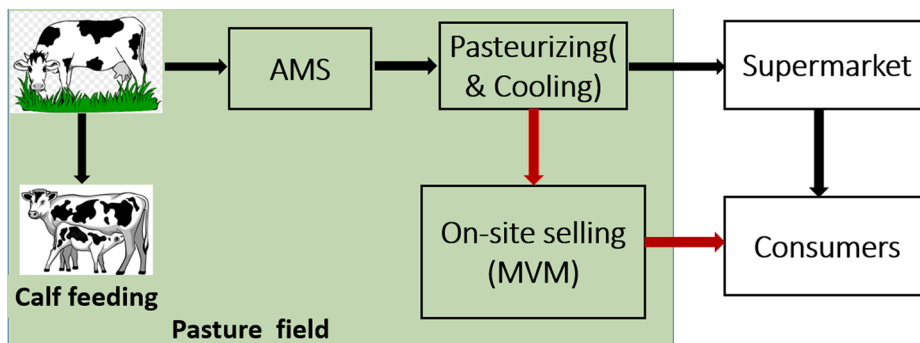 AMS
Pasteurizing(
& Cooling)
Supermarket
On-site selling
(MVM)
Consumers
Calf feeding
Pasture field